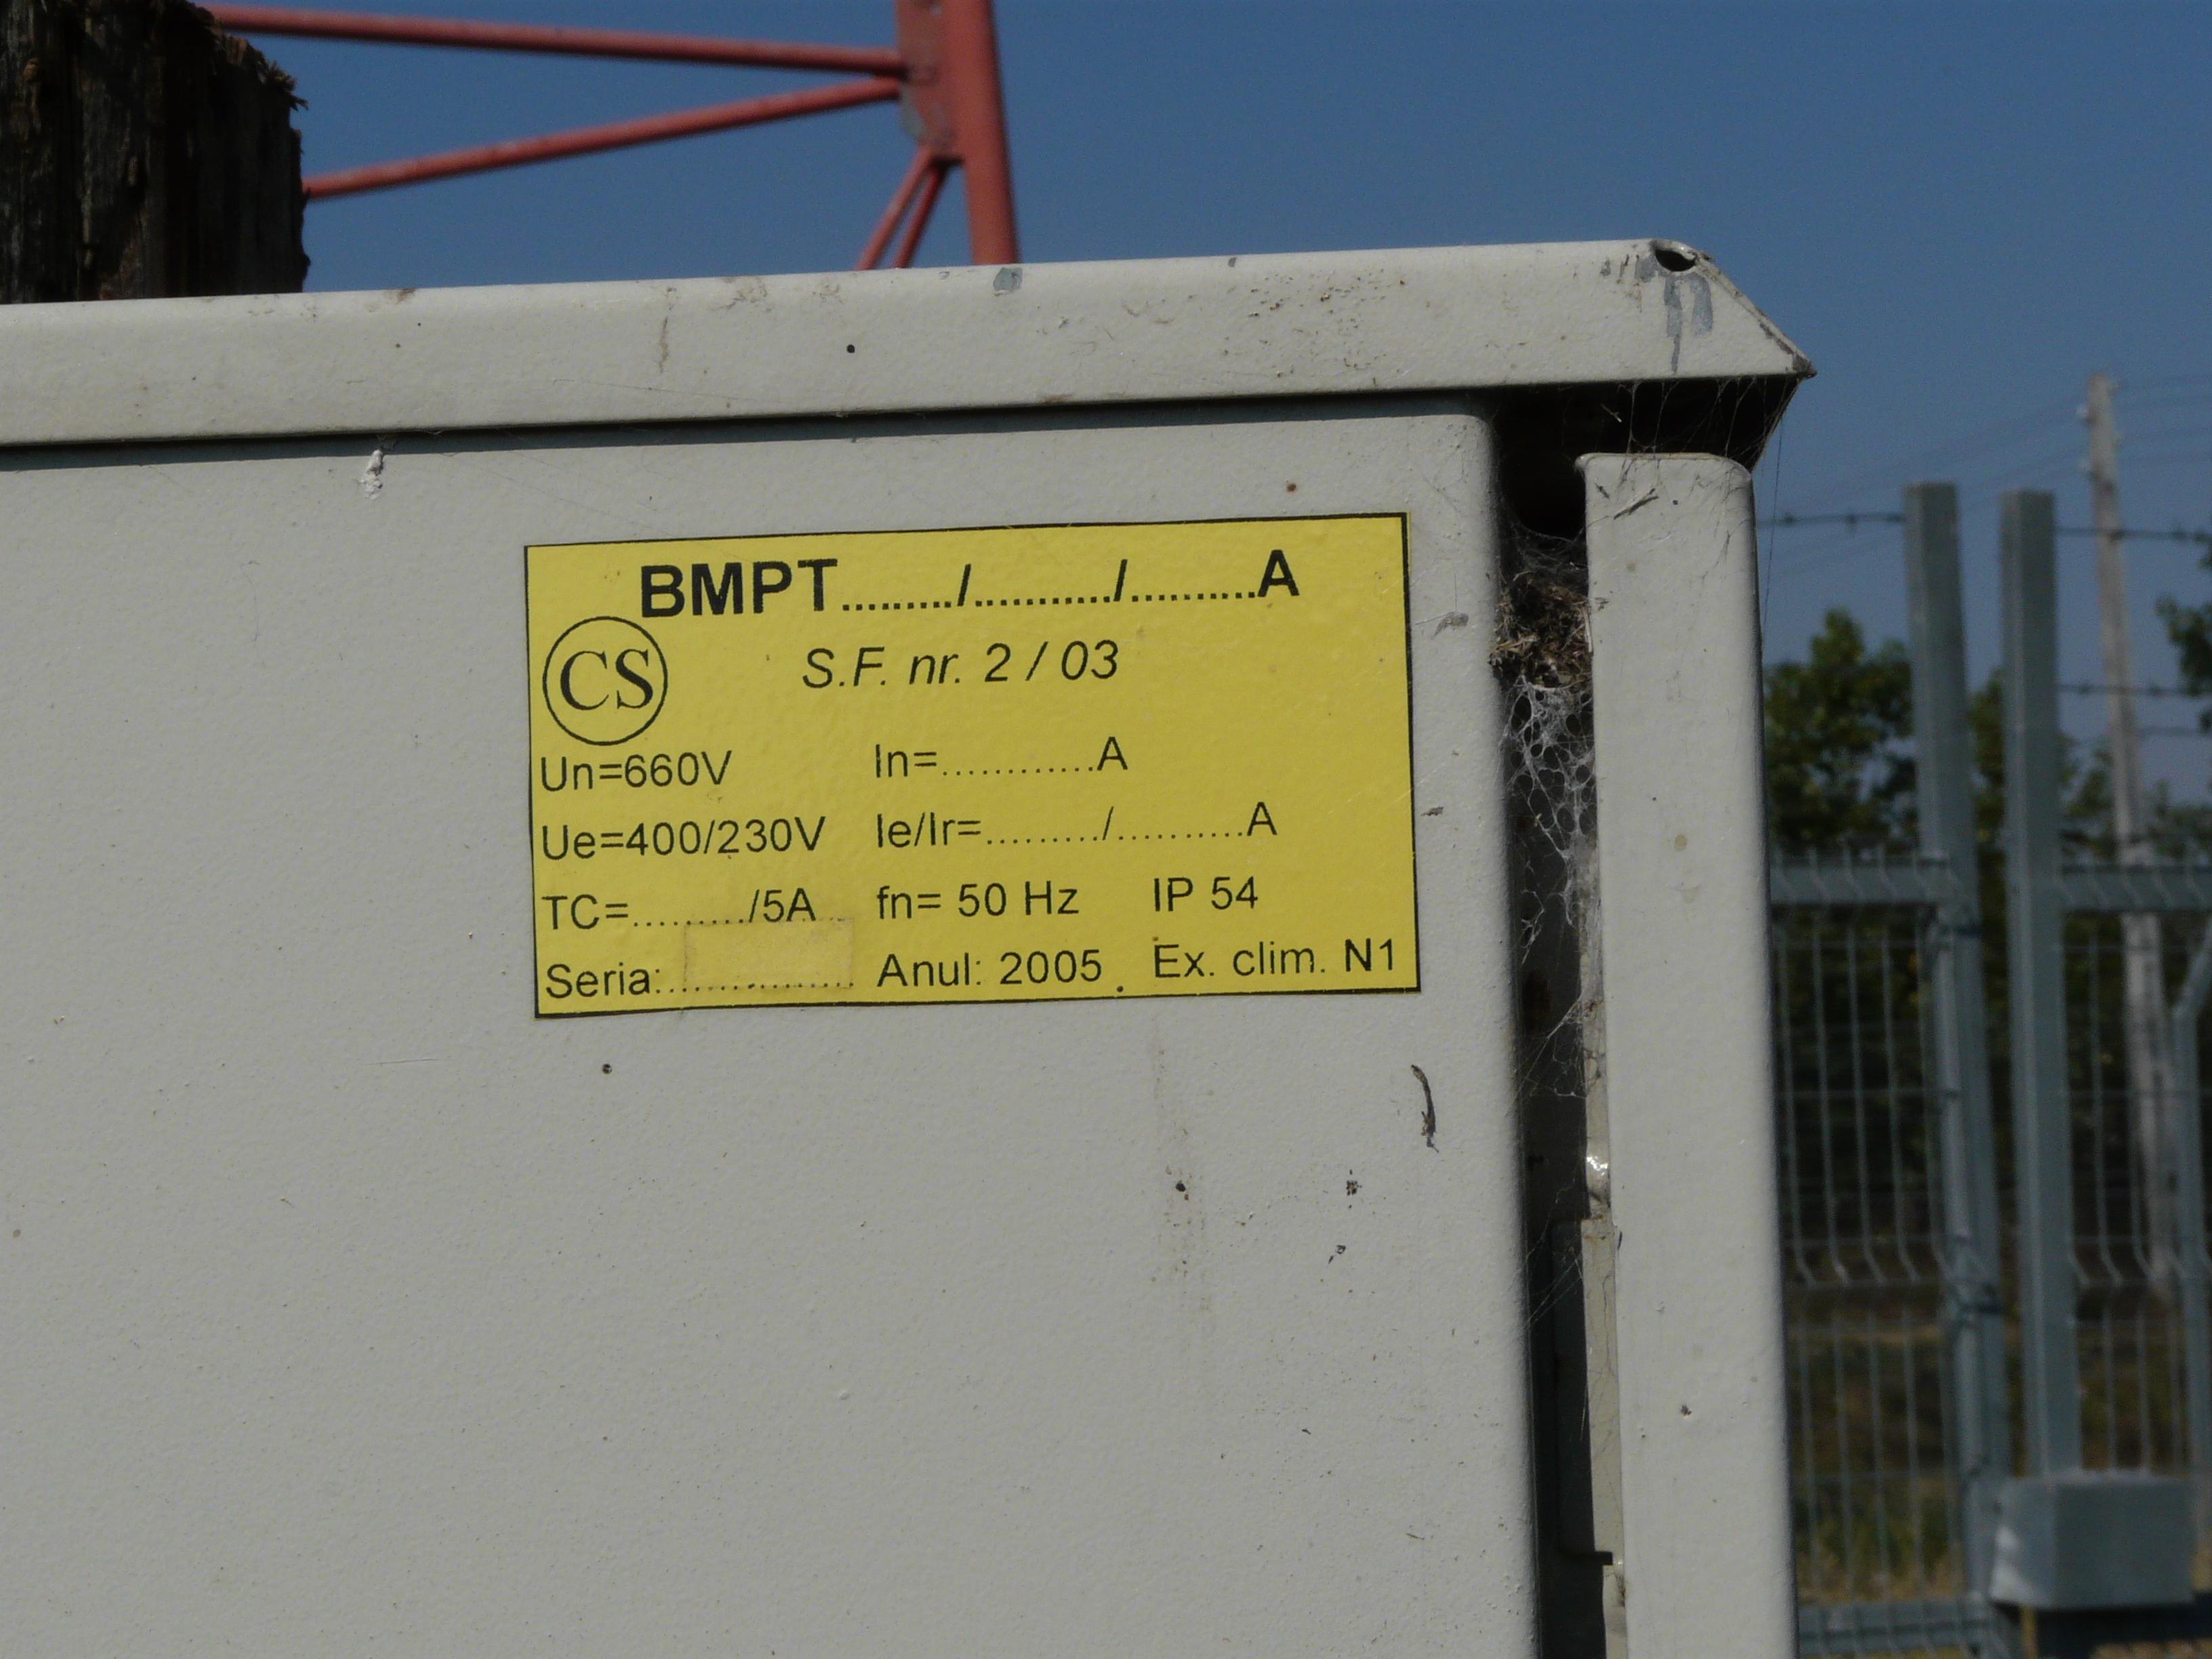 BMPT........./.........../..........A
CS
S.F. nr. 2 / 03
Un=660V In=............A
Ue=400/230V Ie/Ir=........./..........A
TC=........./5A fn= 50 Hz IP 54
Seria:................ Anul: 2005 Ex. clim. N1